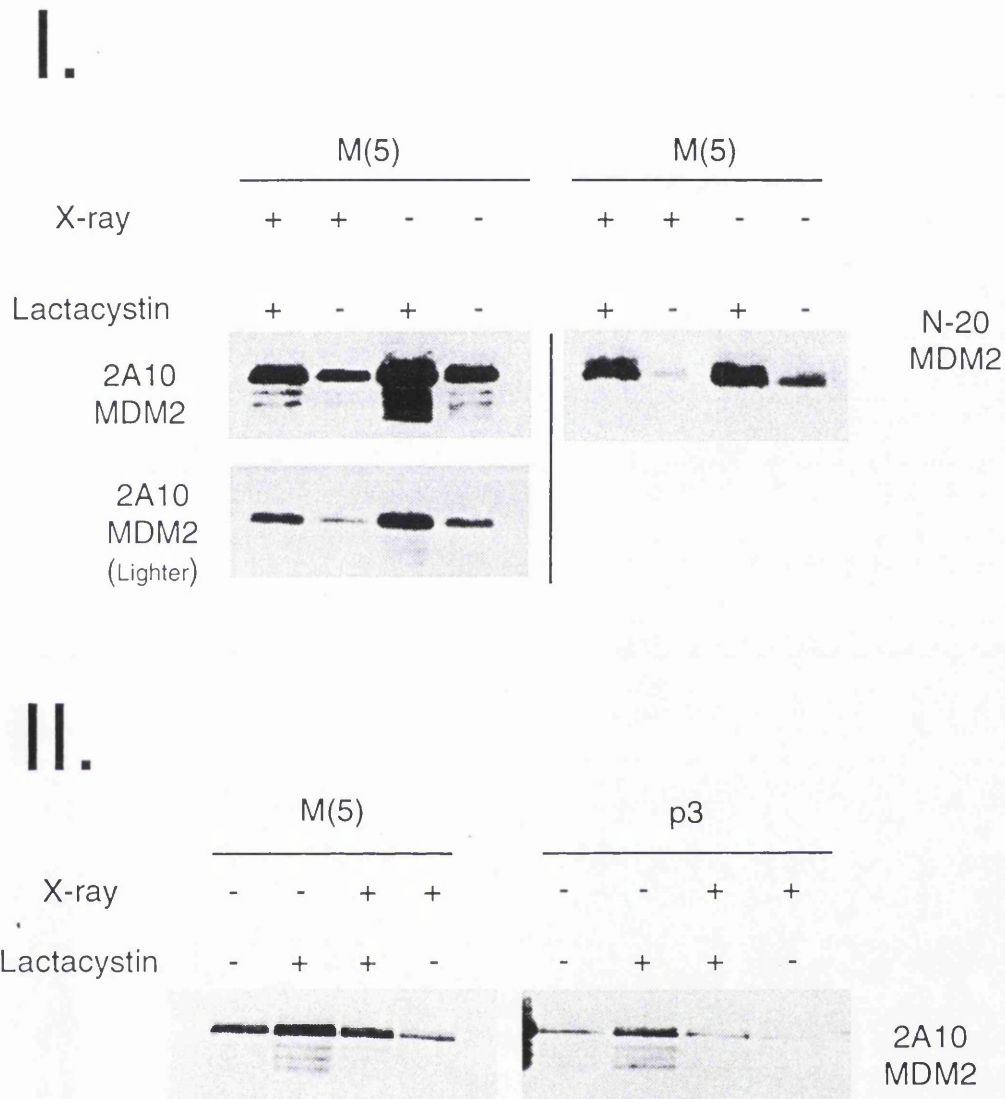 I.
M(5) M(5)
X-ray + + - - + + - -
Lactacystin + - + - + - + -
N-20
MDM2
2A10
MDM2
2A10
MDM2
(Lighter)
II.
M(5) p3
X-ray - - + + - - + +
Lactacystin - + + - - + + -
2A10
MDM2